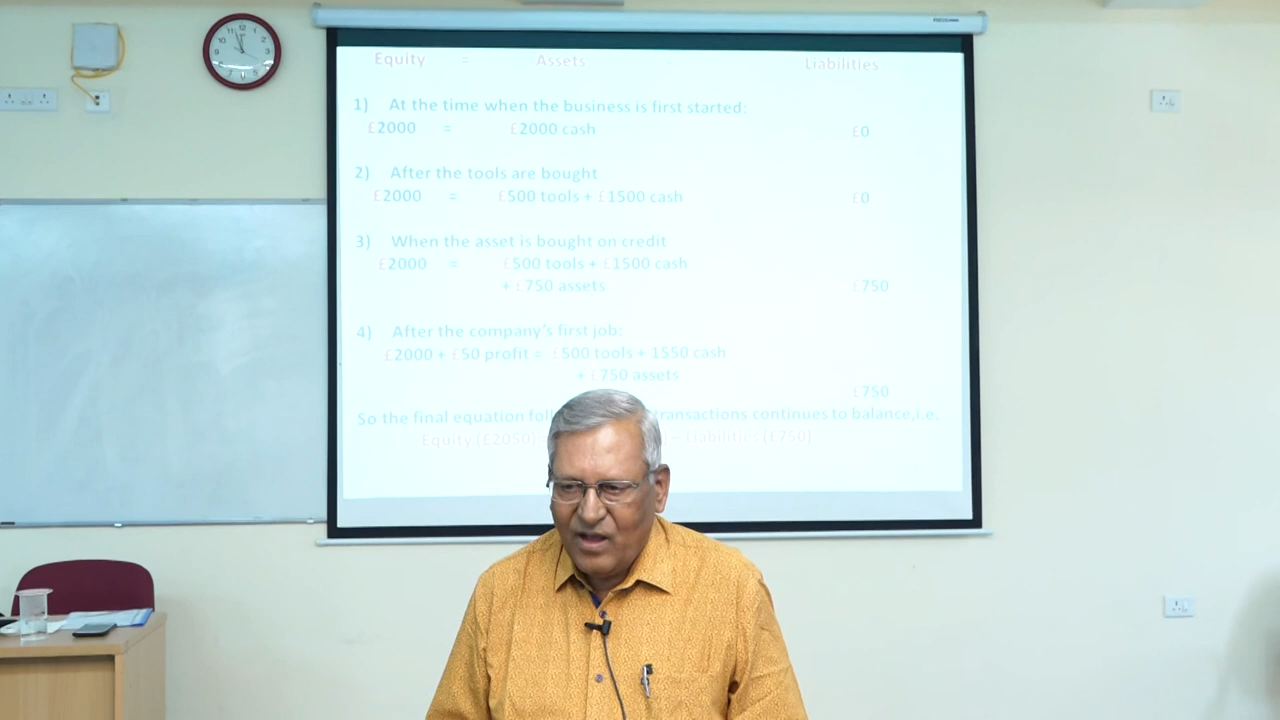 Equity = Assets - Liabilities
1) At the time when the business is first started:
£2000 = £2000 cash £0
2) After the tools are bought
£2000 = £500 tools + £1500 cash £0
3) When the asset is bought on credit
£2000 = £500 tools + £1500 cash
+ £750 assets £750
4) After the company's first job:
£2000 + £50 profit = £500 tools + 1550 cash
+ £750 assets
£750
So the final equation transactions continues to balance,i.e.
Equity (£2050) – Liabilities (£750)